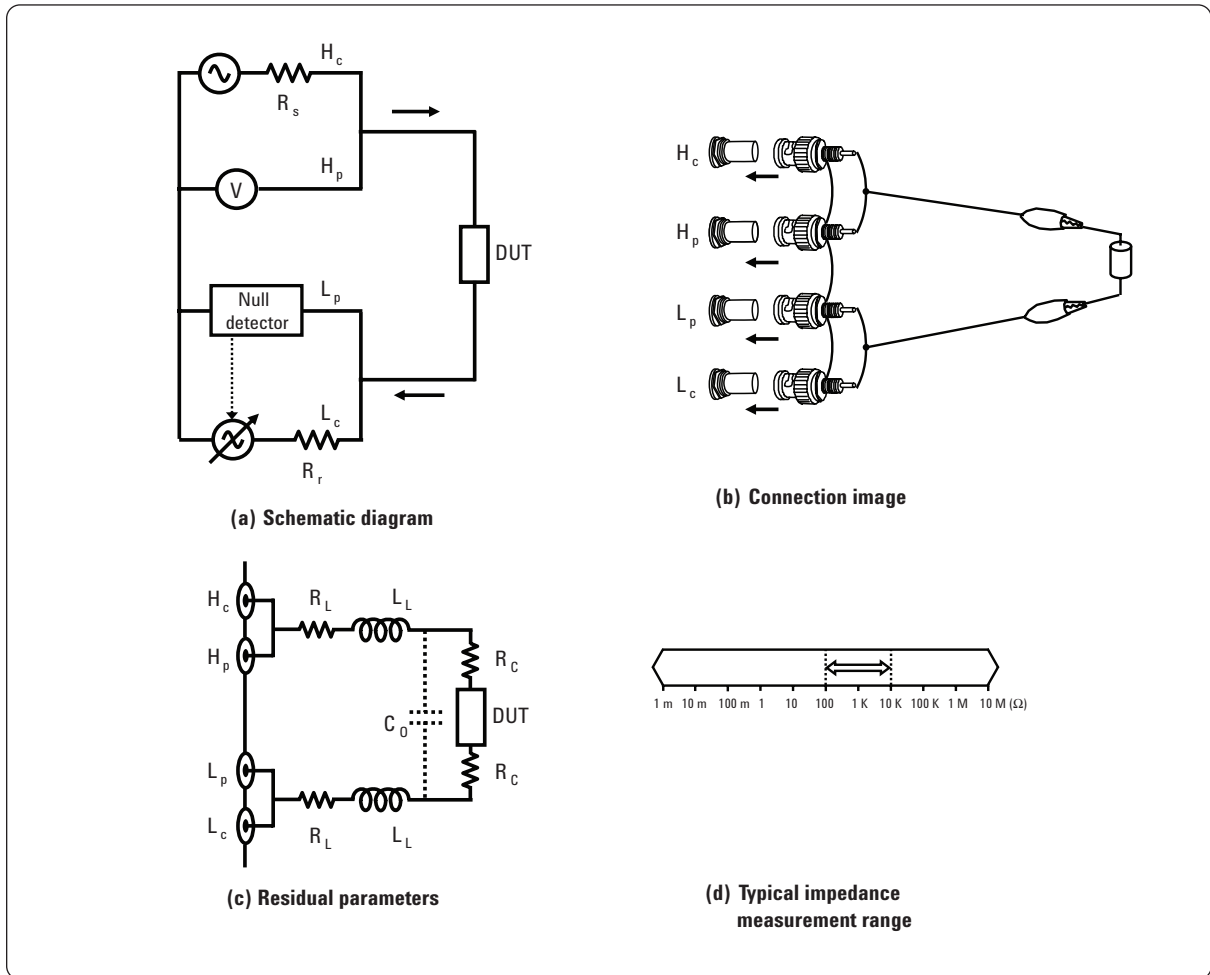 H c
R s
H p
V
DUT
Null
detector
L p
L c
R r
(a) Schematic diagram
H c
H p
L p
L c
(b) Connection image
H c
H p
L p
L c
R L
L L
R C
DUT
C O
R C
R L
L L
(c) Residual parameters
1 m 10 m 100 m 1 10 100 1 K 10 K 100 K 1 M 10 M (Ω)
(d) Typical impedance
measurement range